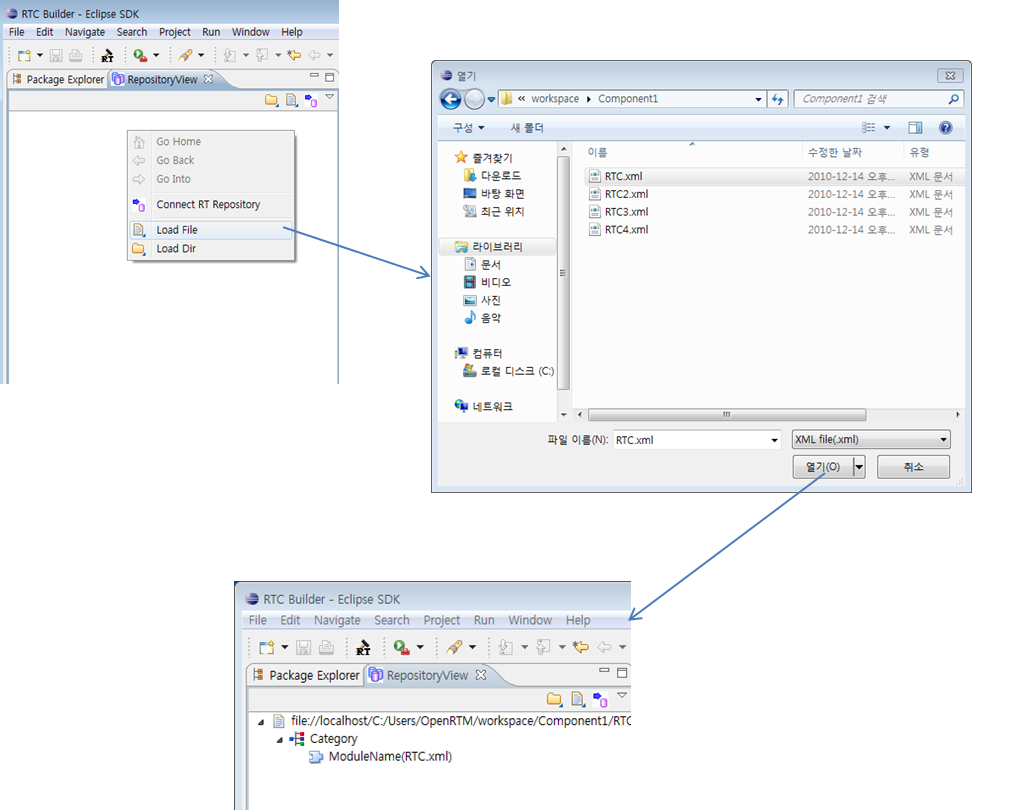 RTC Builder - Eclipse SDK
File Edit Navigate Search Project Run Window Help
RT
Package Explorer RepositoryView
Go Home
Go Back
Go Into
Connect RT Repository
Load File
Load Dir
열기
« workspace Component1
Component1 검색
구성 새 폴더
즐겨찾기
다운로드
바탕 화면
최근 위치
라이브러리
문서
비디오
사진
음악
컴퓨터
로컬 디스크 (C:)
네트워크
이름 수정한 날짜 유형
RTC.xml 2010-12-14 오후... XML 문서
RTC2.xml 2010-12-14 오후... XML 문서
RTC3.xml 2010-12-14 오후... XML 문서
RTC4.xml 2010-12-14 오후... XML 문서
파일 이름(N): RTC.xml XML file(.xml)
열기(O) 취소
RTC Builder - Eclipse SDK
File Edit Navigate Search Project Run Window Help
RT
Package Explorer RepositoryView
file://localhost/C:/Users/OpenRTM/workspace/Component1/RTC
Category
ModuleName(RTC.xml)